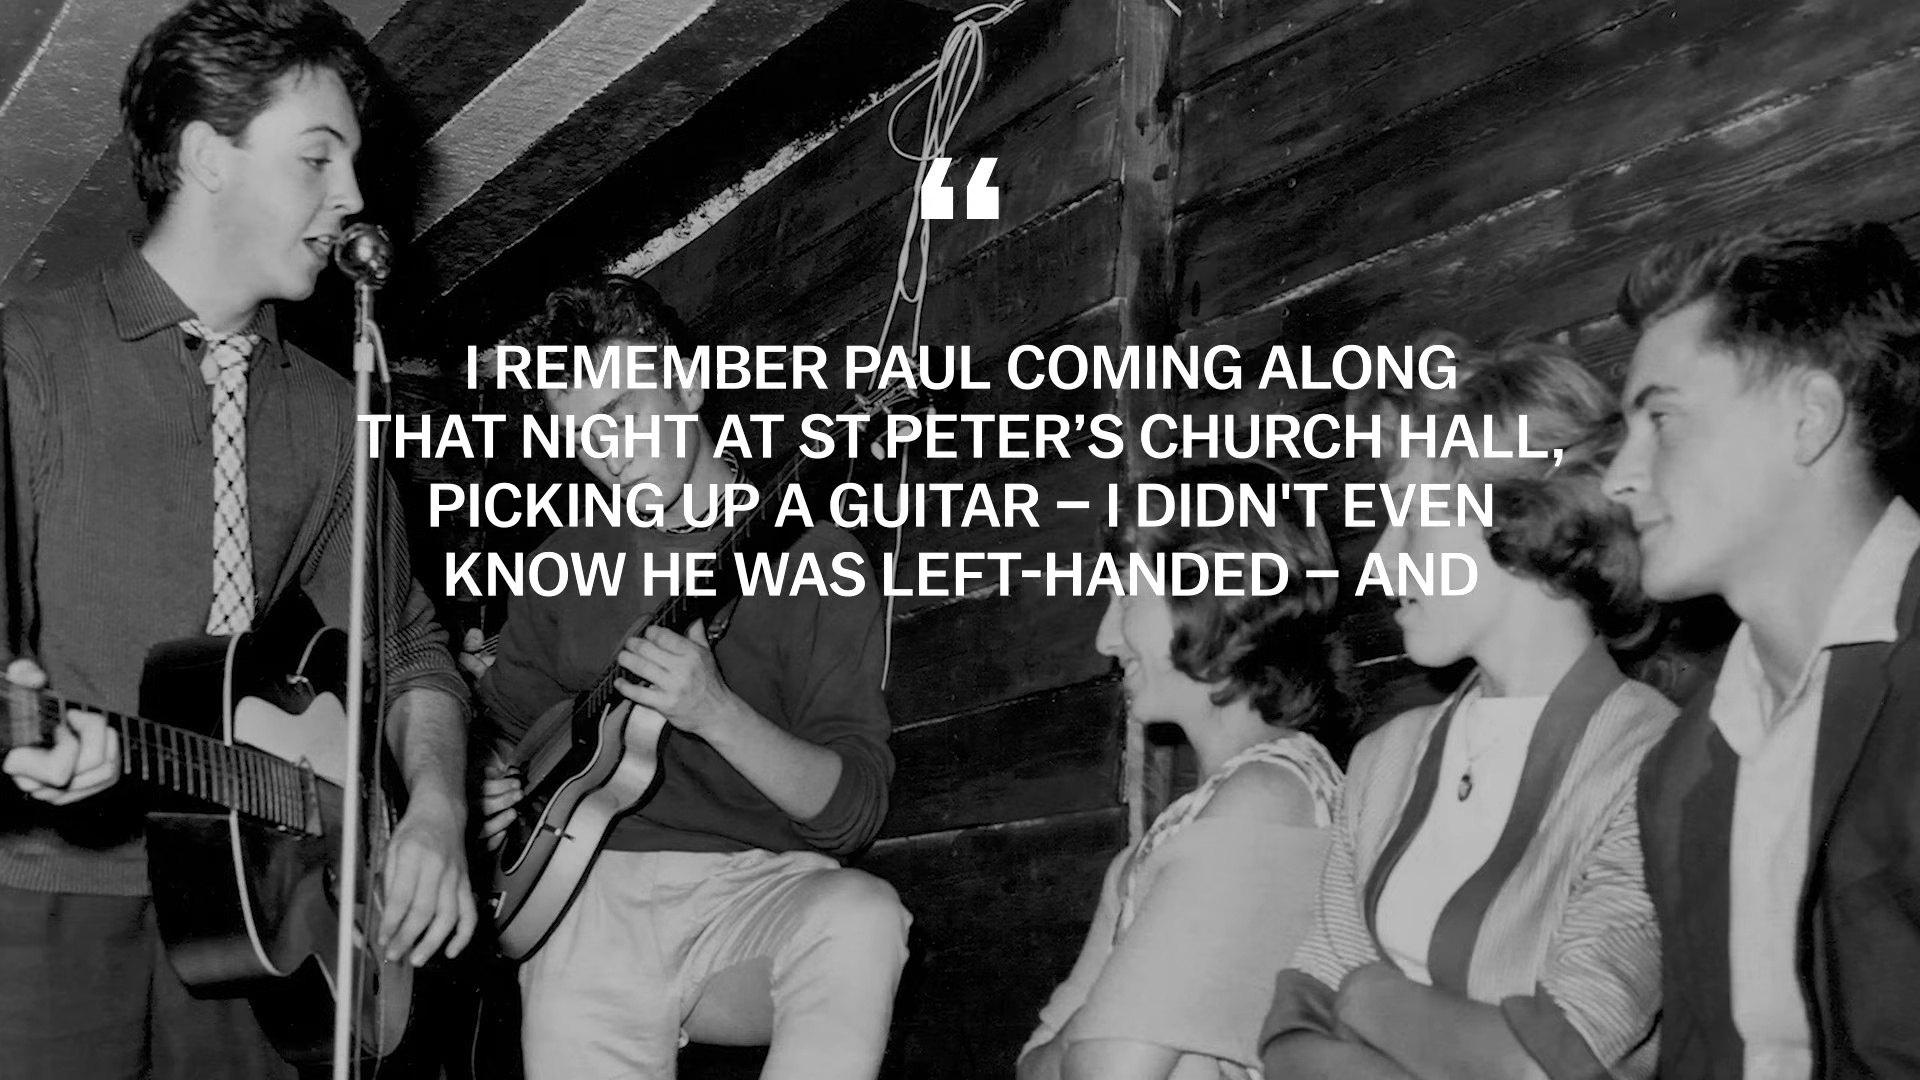 “
I REMEMBER PAUL COMING ALONG
THAT NIGHT AT ST PETER’S CHURCH HALL,
PICKING UP A GUITAR – I DIDN'T EVEN
KNOW HE WAS LEFT-HANDED – AND